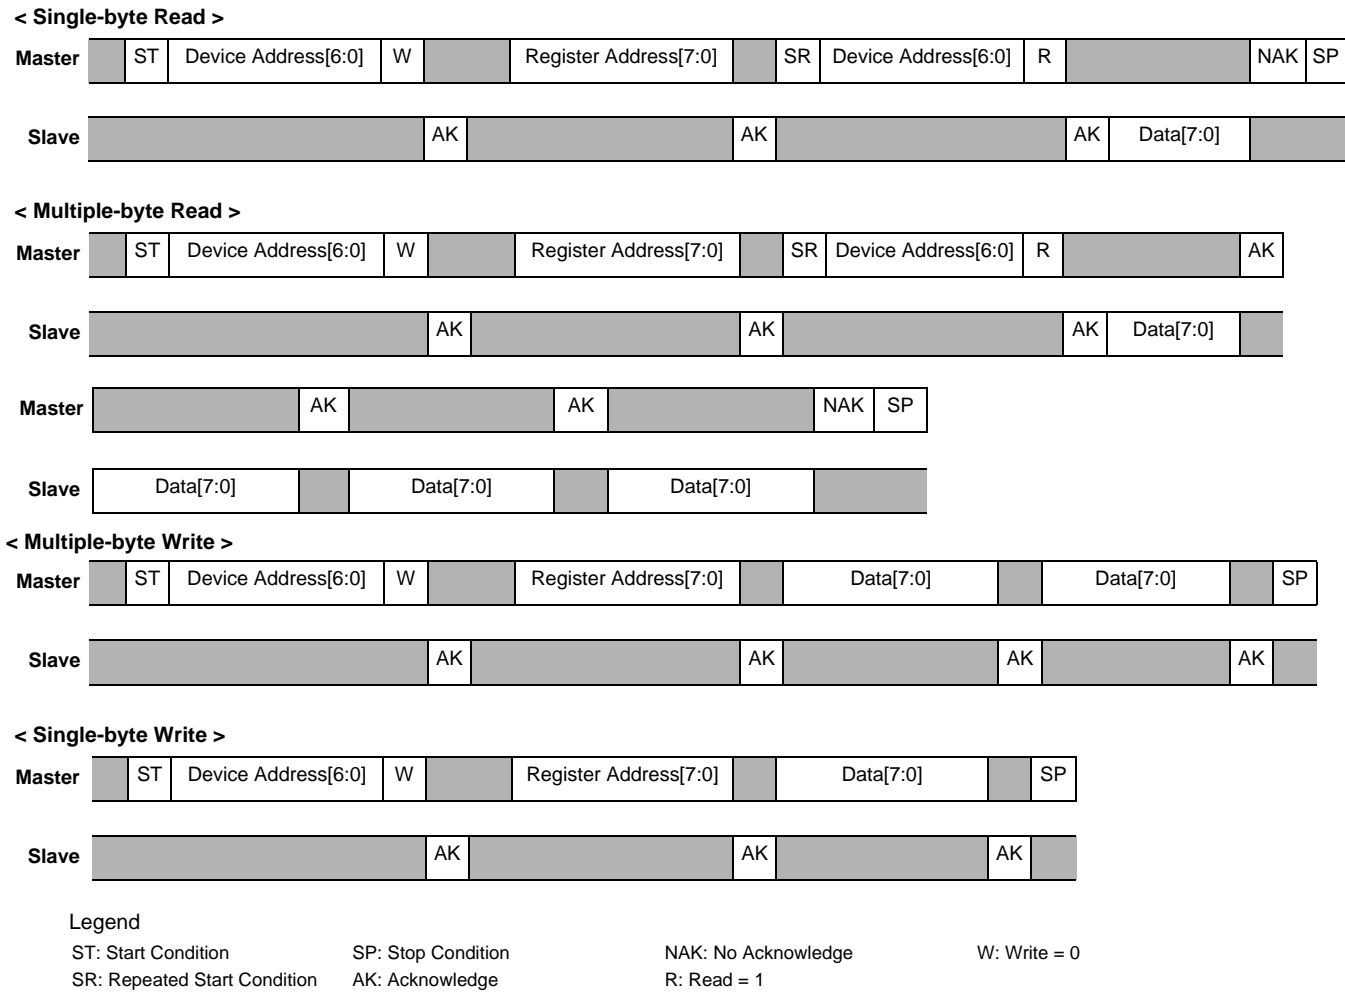 < Single-byte Read >
Master ST Device Address[6:0] W Register Address[7:0] SR Device Address[6:0] R NAK SP
Slave AK AK AK Data[7:0]
< Multiple-byte Read >
Master ST Device Address[6:0] W Register Address[7:0] SR Device Address[6:0] R AK
Slave AK AK AK Data[7:0]
Master AK AK NAK SP
Slave Data[7:0] Data[7:0] Data[7:0]
< Multiple-byte Write >
Master ST Device Address[6:0] W Register Address[7:0] Data[7:0] Data[7:0] SP
Slave AK AK AK AK
< Single-byte Write >
Master ST Device Address[6:0] W Register Address[7:0] Data[7:0] SP
Slave AK AK AK
Legend
ST: Start Condition SP: Stop Condition NAK: No Acknowledge W: Write = 0
SR: Repeated Start Condition AK: Acknowledge R: Read = 1